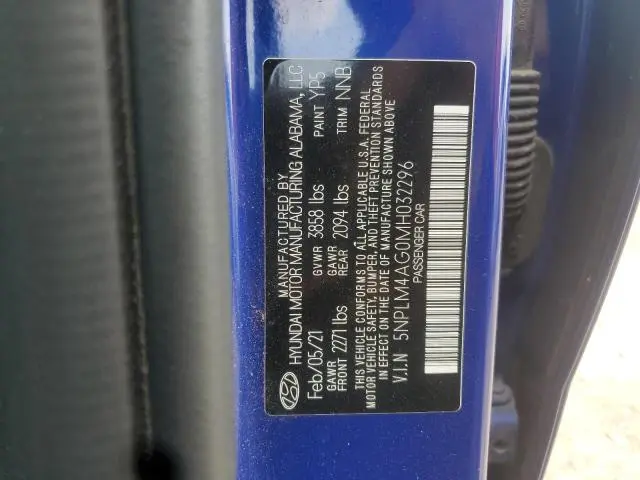 MANUFACTURED BY
HYUNDAI MOTOR MANUFACTURING ALABAMA, LLC
Feb/05/21 GVWR 3858 lbs PAINT YP5
GAWR FRONT 2271 lbs GAWR REAR 2094 lbs TRIM NNB
THIS VEHICLE CONFORMS TO ALL APPLICABLE U.S.A. FEDERAL
MOTOR VEHICLE SAFETY, BUMPER, AND THEFT PREVENTION STANDARDS
IN EFFECT ON THE DATE OF MANUFACTURE SHOWN ABOVE
V.I.N 5NPLM4AG0MH032296
PASSENGER CAR